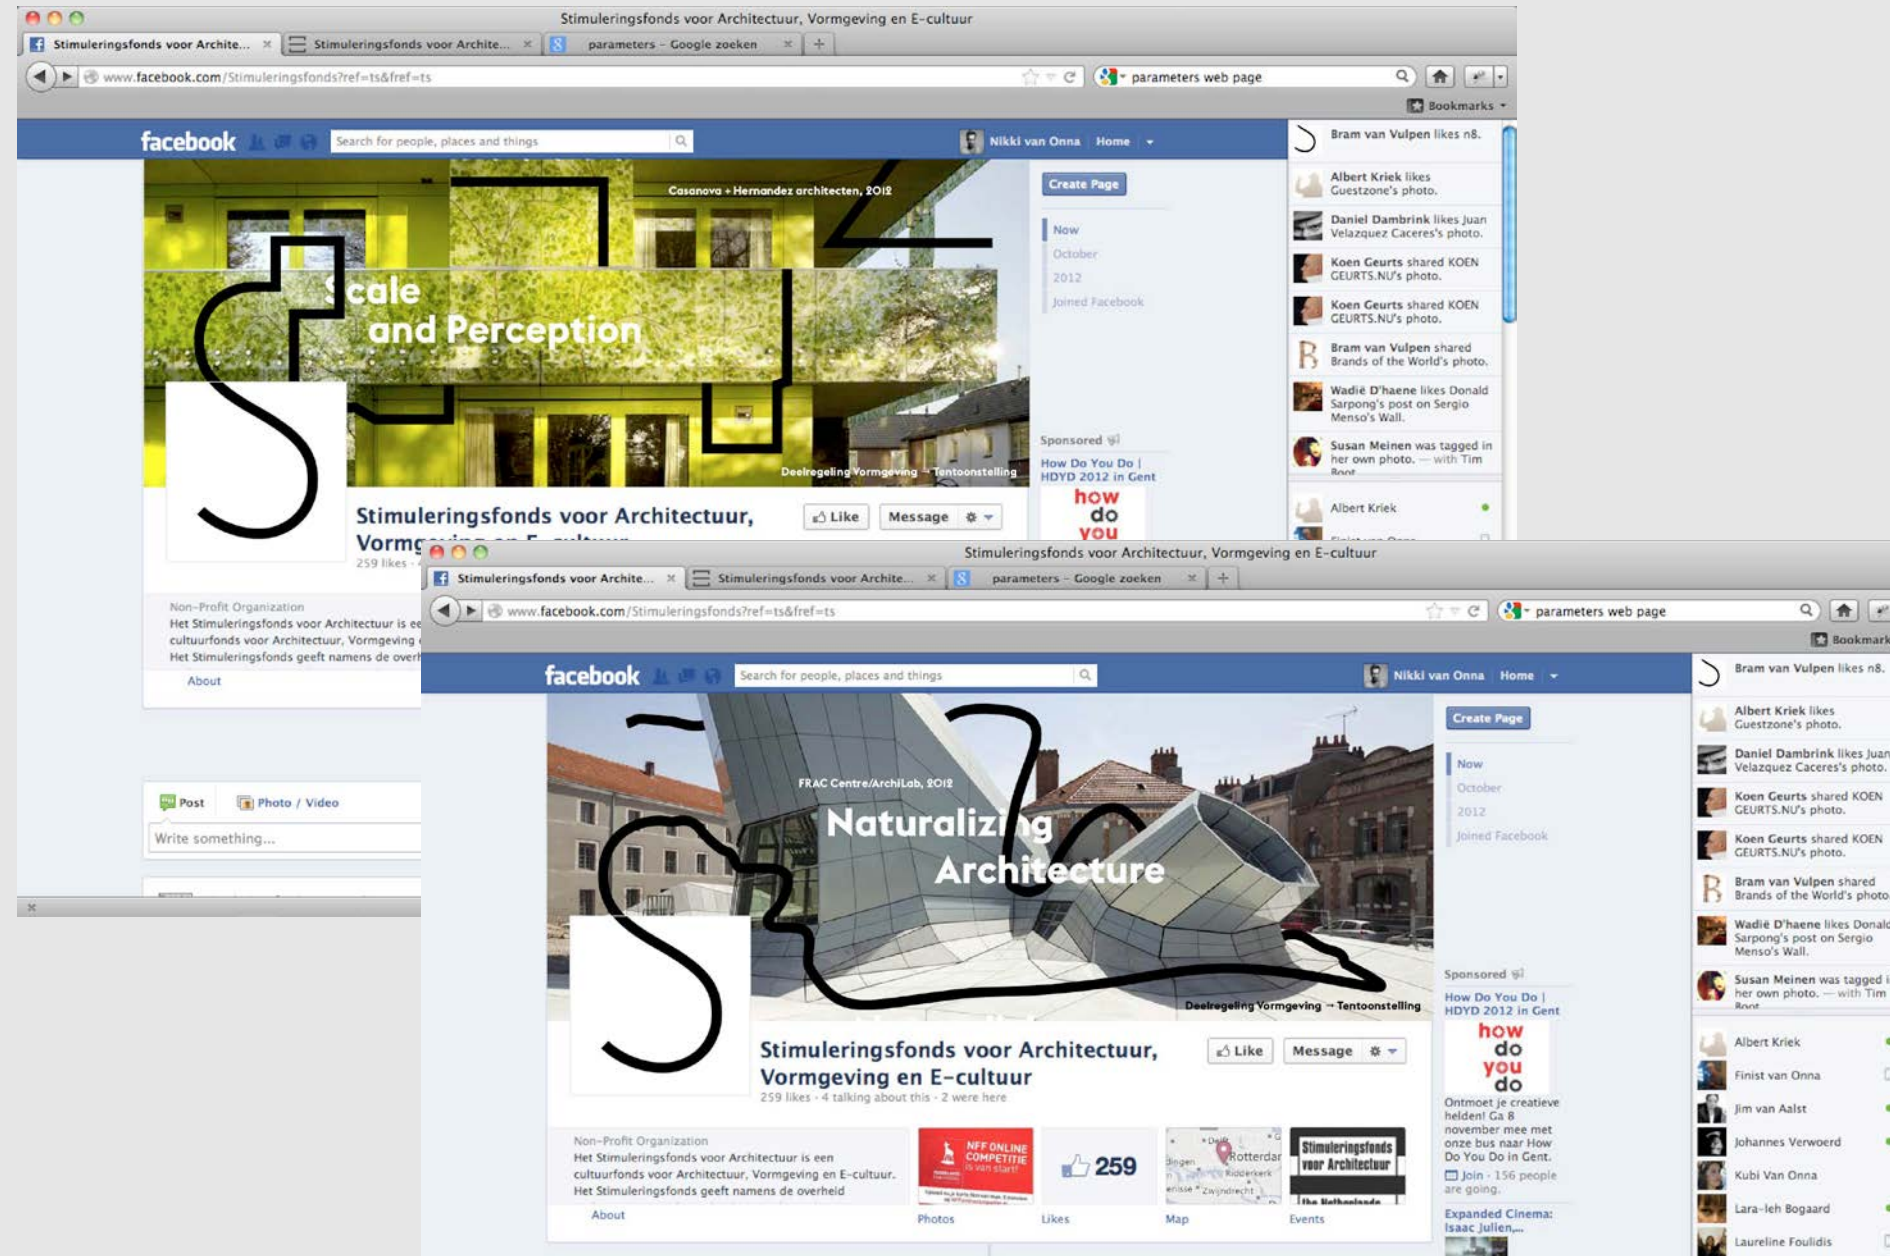 Stimuleringsfonds voor Architectuur, Vormgeving en E-cultuur
Stimuleringsfonds voor Archite...
Stimuleringsfonds voor Archite...
parameters – Google zoeken
www.facebook.com/Stimuleringsfonds?ref=ts&fref=ts
parameters web page
Bookmarks
facebook
Search for people, places and things
Nikki van Onna
Home
Casanova + Hernandez architecten, 2012
Scale
and Perception
Deelregeling Vormgeving → Tentoonstelling
Create Page
Now
October
2012
Joined Facebook
Sponsored
How Do You Do |
HDYD 2012 in Gent
how
do
you
Bram van Vulpen likes n8.
Albert Kriek likes
Guestzone's photo.
Daniel Dambrink likes Juan
Velazquez Caceres's photo.
Koen Geurts shared KOEN
GEURTS.NU's photo.
Koen Geurts shared KOEN
GEURTS.NU's photo.
Bram van Vulpen shared
Brands of the World's photo.
Wadië D'haene likes Donald
Sarpong's post on Sergio
Menso's Wall.
Susan Meinen was tagged in
her own photo. — with Tim
Albert Kriek
Stimuleringsfonds voor Architectuur,
259 likes ·
Like
Message
Non-Profit Organization
Het Stimuleringsfonds voor Architectuur is
cultuurfonds voor Architectuur, Vormgeving
Het Stimuleringsfonds geeft namens de
About
Post
Photo / Video
Write something...
Stimuleringsfonds voor Architectuur, Vormgeving en E-cultuur
Stimuleringsfonds voor Archite...
Stimuleringsfonds voor Archite...
parameters – Google zoeken
www.facebook.com/Stimuleringsfonds?ref=ts&fref=ts
parameters web page
Bookmark
facebook
Search for people, places and things
Nikki van Onna
Home
FRAC Centre/ArchiLab, 2012
Naturalizing
Architecture
Deelregeling Vormgeving → Tentoonstelling
Stimuleringsfonds voor Architectuur,
Vormgeving en E-cultuur
259 likes · 4 talking about this · 2 were here
Like
Message
Non-Profit Organization
Het Stimuleringsfonds voor Architectuur is een
cultuurfonds voor Architectuur, Vormgeving en E-cultuur.
Het Stimuleringsfonds geeft namens de overheid
About
NFF ONLINE
COMPETITIE
is van start!
Photos
259
Likes
Delft
Rotterdar
Ridderkerk
Zwijndrecht
Map
Stimuleringsfonds
voor Architectuur
the Netherlands
Events
Create Page
Now
October
2012
Joined Facebook
Sponsored
How Do You Do |
HDYD 2012 in Gent
how
do
you
do
Ontmoet je creatieve
helden! Ga 8
november mee met
onze bus naar How
Do You Do in Gent.
Join · 156 people
are going.
Expanded Cinema:
Isaac Julien,...
Bram van Vulpen likes n8.
Albert Kriek likes
Guestzone's photo.
Daniel Dambrink likes Juan
Velazquez Caceres's photo.
Koen Geurts shared KOEN
GEURTS.NU's photo.
Koen Geurts shared KOEN
GEURTS.NU's photo.
Bram van Vulpen shared
Brands of the World's photo
Wadië D'haene likes Donald
Sarpong's post on Sergio
Menso's Wall.
Susan Meinen was tagged i
her own photo. — with Tim
Albert Kriek
Finist van Onna
Jim van Aalst
Johannes Verwoerd
Kubi Van Onna
Lara-leh Bogaard
Laureline Foulidis